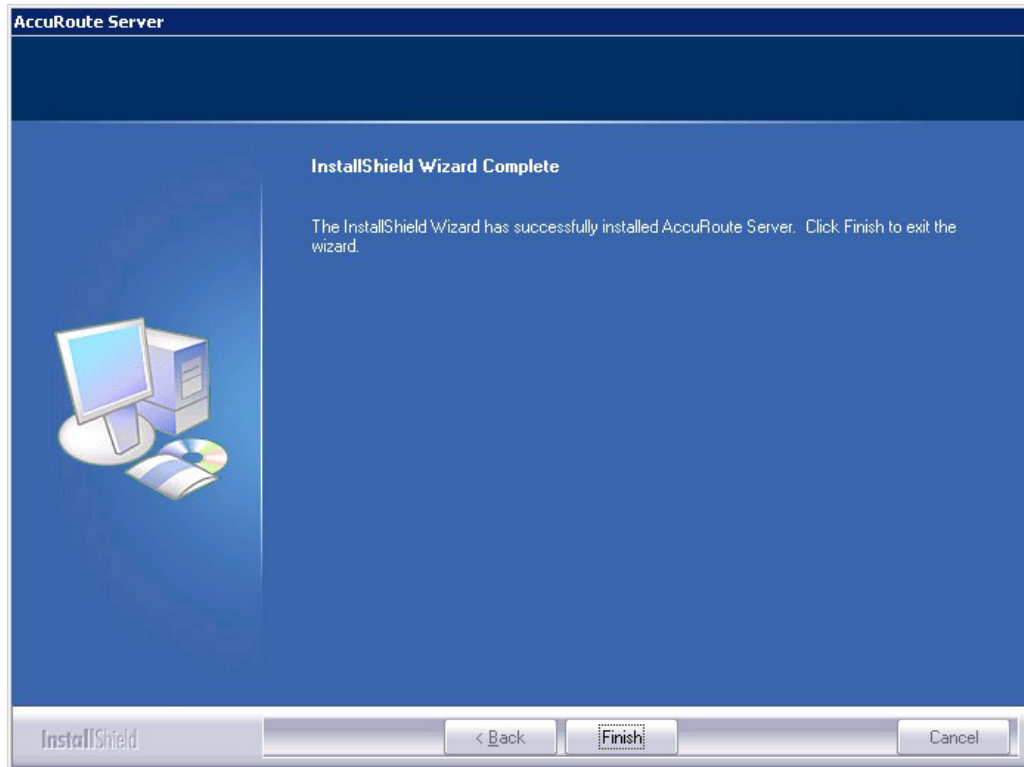 AccuRoute Server
InstallShield Wizard Complete
The InstallShield Wizard has successfully installed AccuRoute Server. Click Finish to exit the
wizard.
InstallShield
< Back
Finish
Cancel